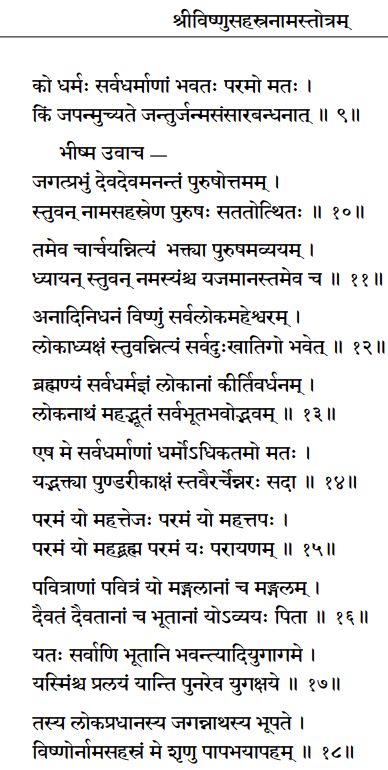 श्रीविष्णुसहस्रनामस्तोत्रम्
को धर्मः सर्वधर्माणां भवतः परमो मतः ।
किं जपन्मुच्यते जन्तुर्जन्मसंसारबन्धनात् ॥ ९॥
भीष्म उवाच —
जगत्प्रभुं देवदेवमनन्तं पुरुषोत्तमम् ।
स्तुवन् नामसहस्रेण पुरुषः सततोत्थितः ॥ १०॥
तमेव चार्चयन्नित्यं भक्त्या पुरुषमव्ययम् ।
ध्यायन् स्तुवन् नमस्यंश्च यजमानस्तमेव च ॥ ११॥
अनादिनिधनं विष्णुं सर्वलोकमहेश्वरम् ।
लोकाध्यक्षं स्तुवन्नित्यं सर्वदुःखातिगो भवेत् ॥ १२॥
ब्रह्मण्यं सर्वधर्मज्ञं लोकानां कीर्तिवर्धनम् ।
लोकनाथं महद्भूतं सर्वभूतभवोद्भवम् ॥ १३॥
एष मे सर्वधर्माणां धर्मोऽधिकतमो मतः ।
यद्भक्त्या पुण्डरीकाक्षं स्तवैरर्चेन्नरः सदा ॥ १४॥
परमं यो महत्तेजः परमं यो महत्तपः ।
परमं यो महद्ब्रह्म परमं यः परायणम् ॥ १५॥
पवित्राणां पवित्रं यो मङ्गलानां च मङ्गलम् ।
दैवतं दैवतानां च भूतानां योऽव्ययः पिता ॥ १६॥
यतः सर्वाणि भूतानि भवन्त्यादियुगागमे ।
यस्मिंश्च प्रलयं यान्ति पुनरेव युगक्षये ॥ १७॥
तस्य लोकप्रधानस्य जगन्नाथस्य भूपते ।
विष्णोर्नामसहस्रं मे शृणु पापभयापहम् ॥ १८॥